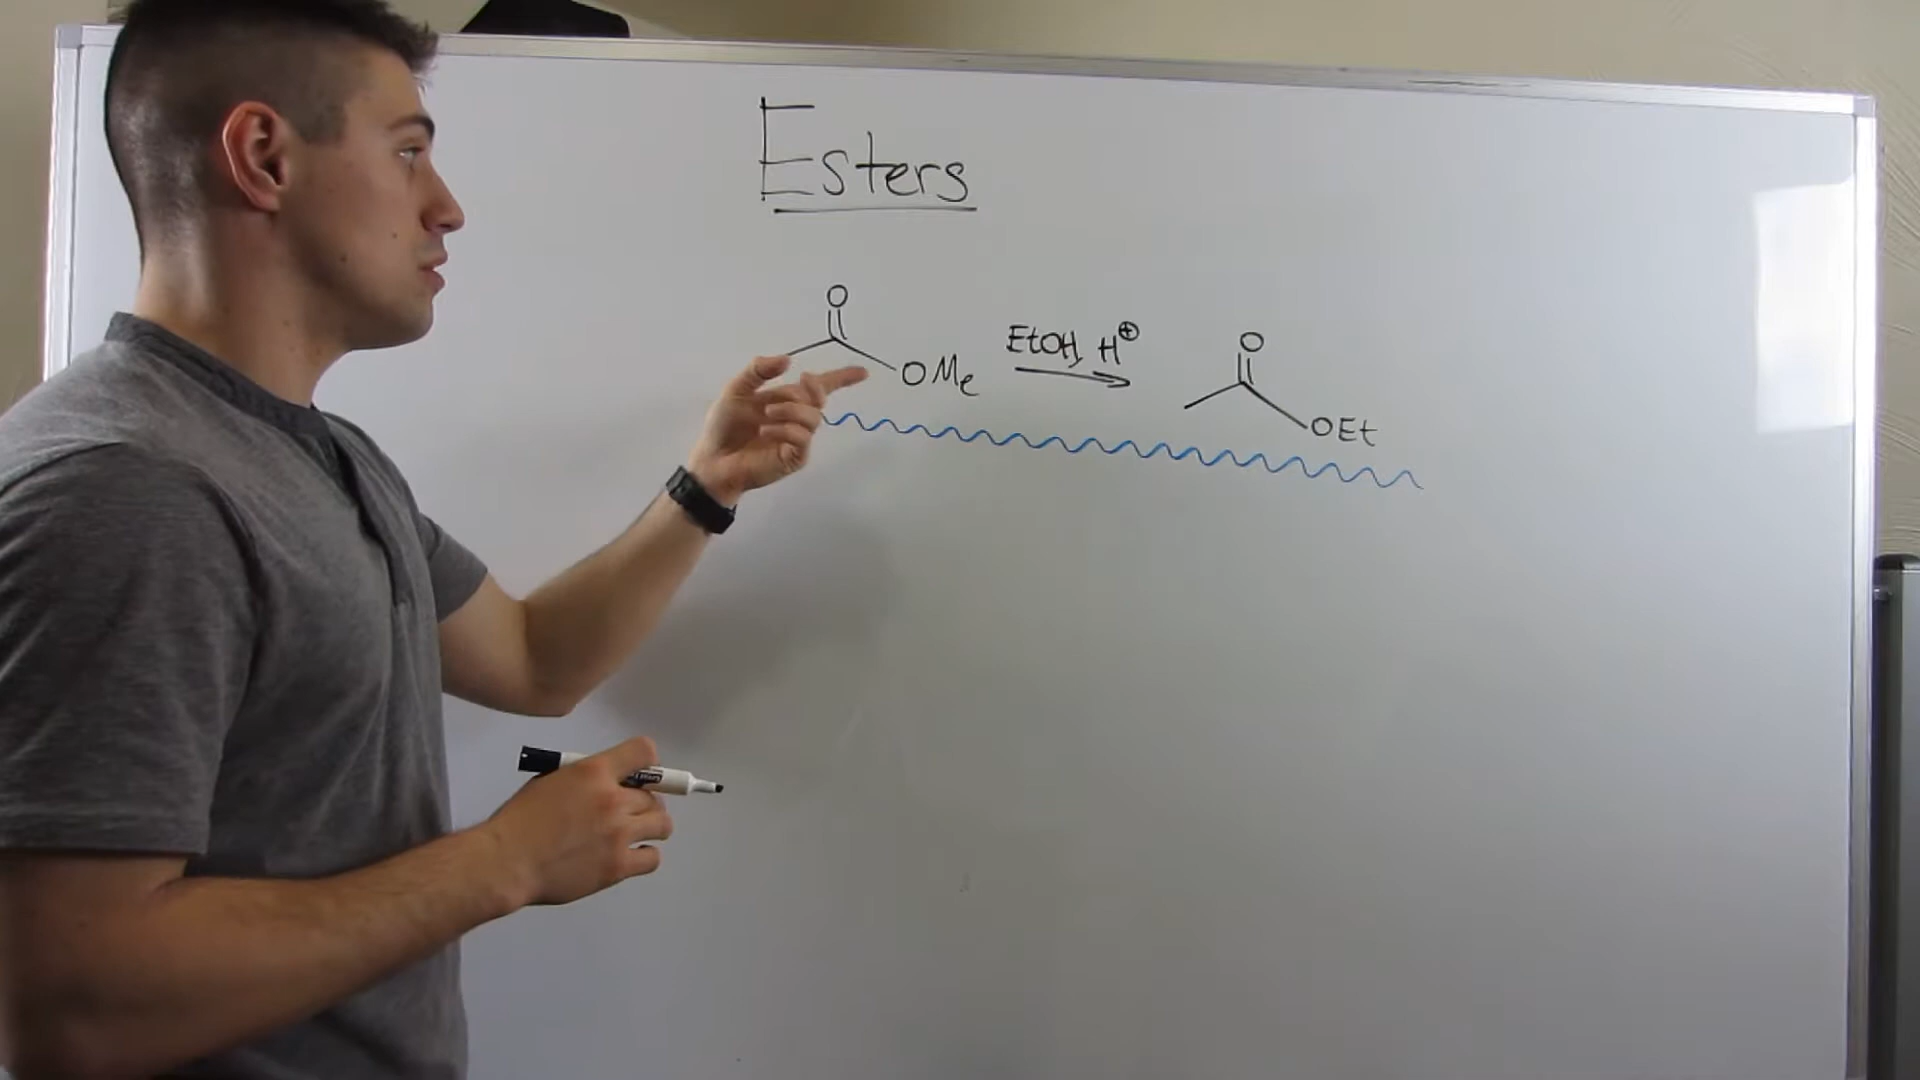 Esters
O
OMe
EtOH, H⊕
O
OEt